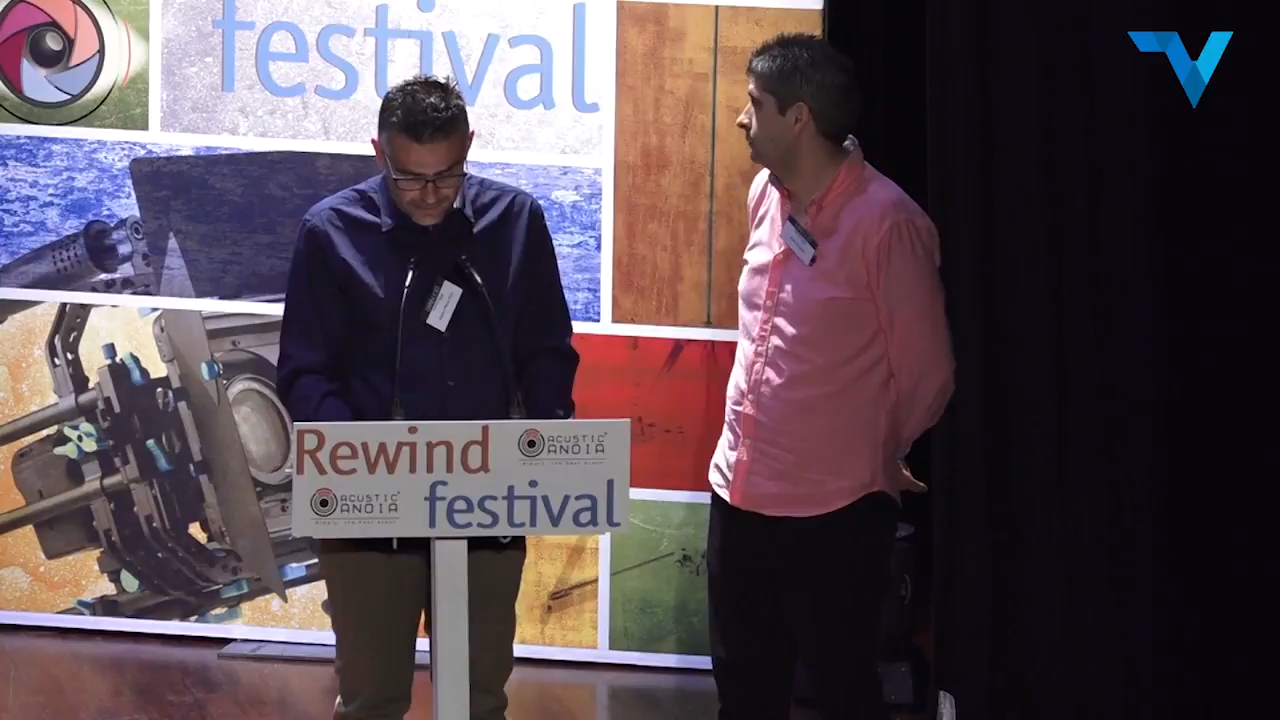 festival
Rewind
ACUSTIC
ANOIA
ACUSTIC
ANOIA
festival